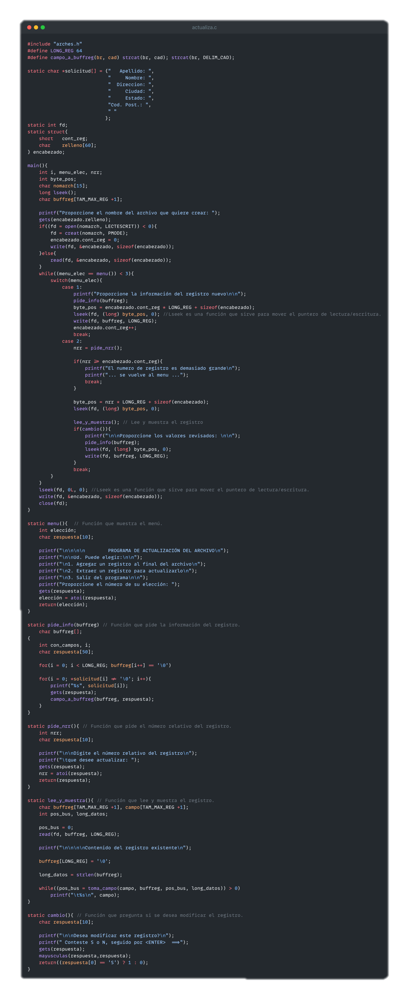 actualiza.c
#include "arches.h"
#define LONG_REG 64
#define campo_a_buffreg(br, cad) strcat(br, cad); strcat(br, DELIM_CAD);
static char *solicitud[] = {"   Apellido: ",
"     Nombre: ",
"  Direccion: ",
"     Ciudad: ",
"     Estado: ",
"Cod. Post.: ",
" "
};
static int fd;
static struct{
    short   cont_reg;
    char    relleno[60];
} encabezado;
main(){
    int i, menu_elec, nrr;
    int byte_pos;
    char nomarch[15];
    long lseek();
    char buffreg[TAM_MAX_REG +1];
    printf("Proporcione el nombre del archivo que quiere crear: ");
    gets(encabezado.relleno);
    if((fd = open(nomarch, LECTESCRIT)) < 0){
        fd = creat(nomarch, PMODE);
        encabezado.cont_reg = 0;
        write(fd, &encabezado, sizeof(encabezado));
    }else{
        read(fd, &encabezado, sizeof(encabezado));
    }
    while((menu_elec == menu()) < 3){
        switch(menu_elec){
            case 1:
                printf("Proporcione la información del registro nuevo\n\n");
                pide_info(buffreg);
                byte_pos = encabezado.cont_reg * LONG_REG + sizeof(encabezado);
                lseek(fd, (long) byte_pos, 0); //Lseek es una función que sirve para mover el puntero de lectura/escritura.
                write(fd, buffreg, LONG_REG);
                encabezado.cont_reg++;
                break;
            case 2:
                nrr = pide_nrr();
                if(nrr >= encabezado.cont_reg){
                    printf("El numero de registro es demasiado grande\n");
                    printf("... se vuelve al menu ...");
                    break;
                }
                byte_pos = nrr * LONG_REG + sizeof(encabezado);
                lseek(fd, (long) byte_pos, 0);
                lee_y_muestra(); // Lee y muestra el registro
                if(cambio()){
                    printf("\n\nProporcione los valores revisados: \n\n");
                    pide_info(buffreg);
                    lseek(fd, (long) byte_pos, 0);
                    write(fd, buffreg, LONG_REG);
                }
                break;
        }
    }
    lseek(fd, 0L, 0); //Lseek es una función que sirve para mover el puntero de lectura/escritura.
    write(fd, &encabezado, sizeof(encabezado));
    close(fd);
}
static menu(){  // Función que muestra el menú.
    int elección;
    char respuesta[10];
    printf("\n\n\n\n        PROGRAMA DE ACTUALIZACIÓN DEL ARCHIVO\n");
    printf("\n\nUd. Puede elegir:\n\n");
    printf("\n1. Agregar un registro al final del archivo\n");
    printf("\n2. Extraer un registro para actualizarlo\n");
    printf("\n3. Salir del programa\n\n");
    printf("Proporcione el número de su elección: ");
    gets(respuesta);
    elección = atoi(respuesta);
    return(elección);
}
static pide_info(buffreg) // Función que pide la información del registro.
    char buffreg[];
{
    int con_campos, i;
    char respuesta[50];
    for(i = 0; i < LONG_REG; buffreg[i++] == '\0')
    for(i = 0; *solicitud[i] != '\0'; i++){
        printf("%s", solicitud[i]);
        gets(respuesta);
        campo_a_buffreg(buffreg, respuesta);
    }
}
static pide_nrr(){ // Función que pide el número relativo del registro.
    int nrr;
    char respuesta[10];
    printf("\n\nDigite el número relativo del registro\n");
    printf("\tque desee actualizar: ");
    gets(respuesta);
    nrr = atoi(respuesta);
    return(respuesta);
}
static lee_y_muestra(){ // Función que lee y muestra el registro.
    char buffreg[TAM_MAX_REG +1], campo[TAM_MAX_REG +1];
    int pos_bus, long_datos;
    pos_bus = 0;
    read(fd, buffreg, LONG_REG);
    printf("\n\n\n\nContenido del registro existente\n");
    buffreg[LONG_REG] = '\0';
    long_datos = strlen(buffreg);
    while((pos_bus = toma_campo(campo, buffreg, pos_bus, long_datos)) > 0)
        printf("\t%s\n", campo);
}
static cambio(){ // Función que pregunta si se desea modificar el registro.
    char respuesta[10];
    printf("\n\nDesea modificar este registro?\n");
    printf(" Conteste S o N, seguido por <ENTER>  ==>");
    gets(respuesta);
    mayusculas(respuesta,respuesta);
    return((respuesta[0] == 'S') ? 1 : 0);
}